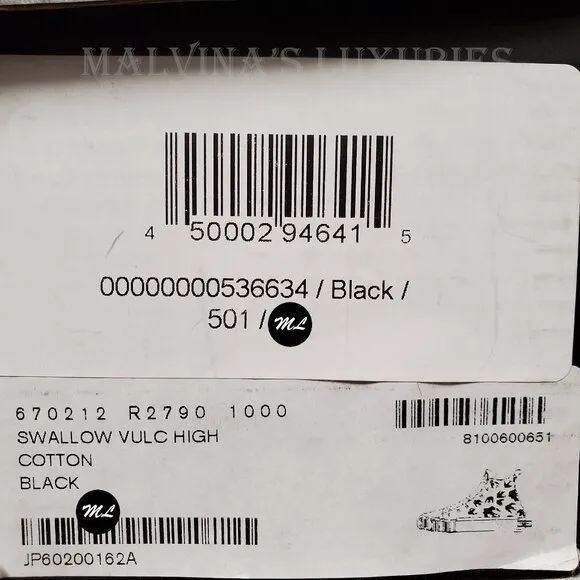 MALVINA'S LUXURIES
4 50002 94641 5
00000000536634 / Black /
501 / ML
670212 R2790 1000
SWALLOW VULC HIGH
COTTON
BLACK
8100600651
ML
JP60200162A